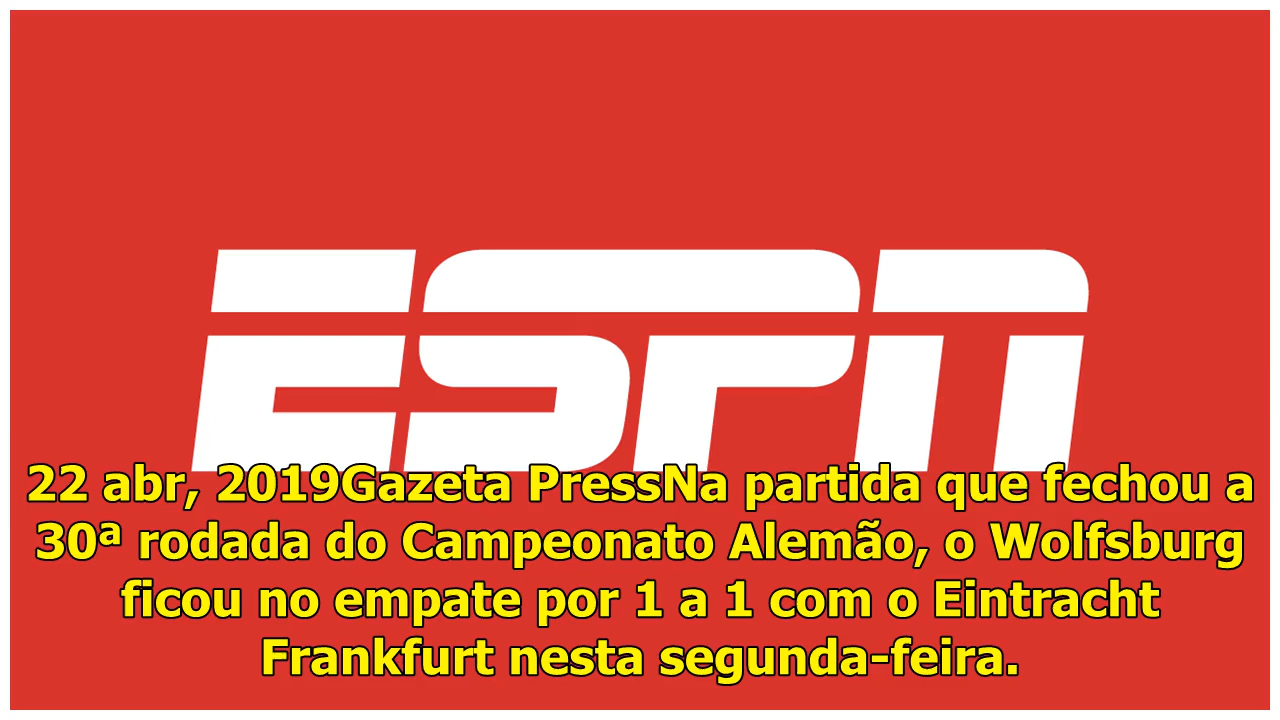 ESPN
22 abr, 2019Gazeta PressNa partida que fechou a
30ª rodada do Campeonato Alemão, o Wolfsburg
ficou no empate por 1 a 1 com o Eintracht
Frankfurt nesta segunda-feira.